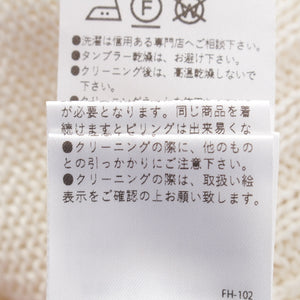 F W
●洗濯は信用ある専門店へご相談下さい。
●タンブラー乾燥は、お避け下さい。
●クリーニング後は、高温乾燥しないで
下さい。
が必要となります。同じ商品を着
続けますとピリングは出来易くな
●クリーニングの際に、他のもの
との引っかかりにご注意下さい。
●クリーニングの際は、取扱い絵
表示をご確認の上お願い致します。
FH-102